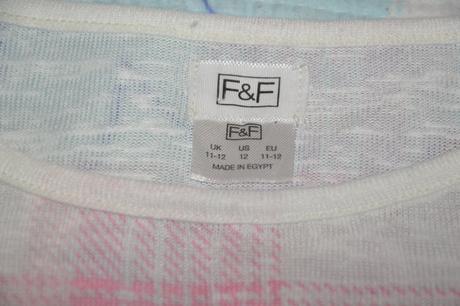 F&F
F&F
UK US EU
11-12 12 11-12
MADE IN EGYPT